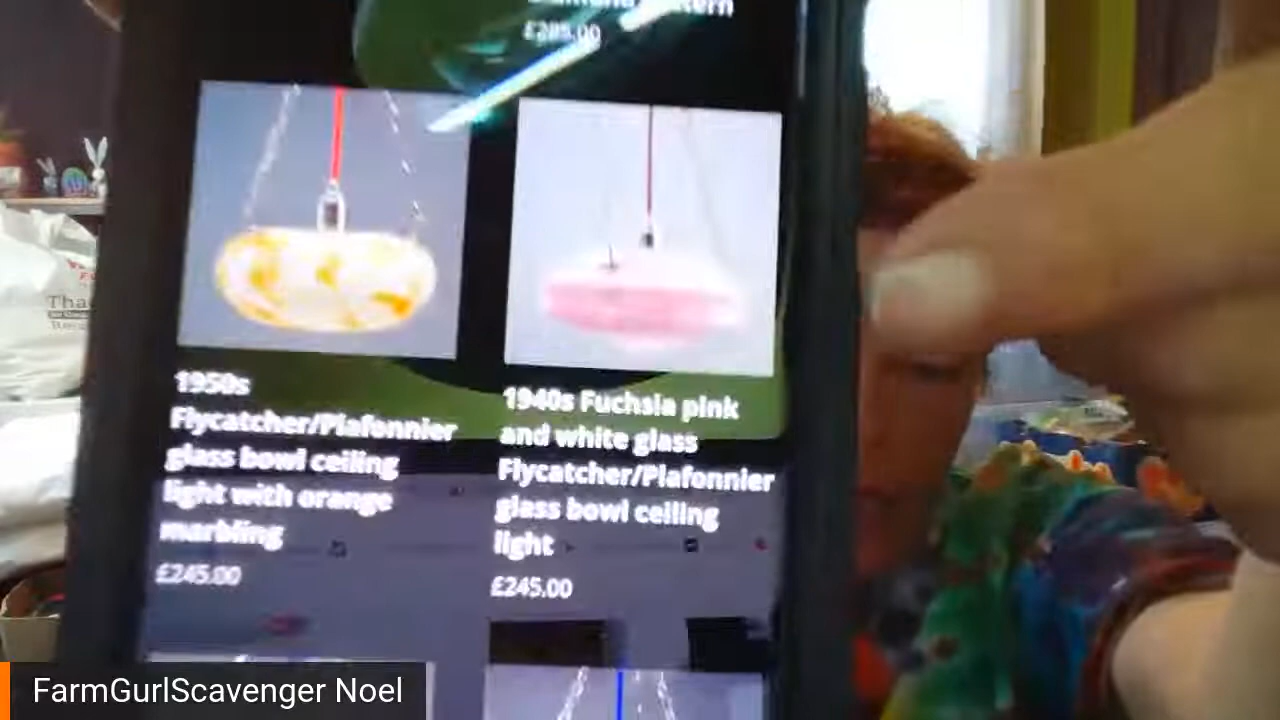 £285.00
1950s
Flycatcher/Plafonnier
glass bowl ceiling
light with orange
marbling
£245.00
1940s Fuchsia pink
and white glass
Flycatcher/Plafonnier
glass bowl ceiling
light
£245.00
Tha
FarmGurlScavenger Noel